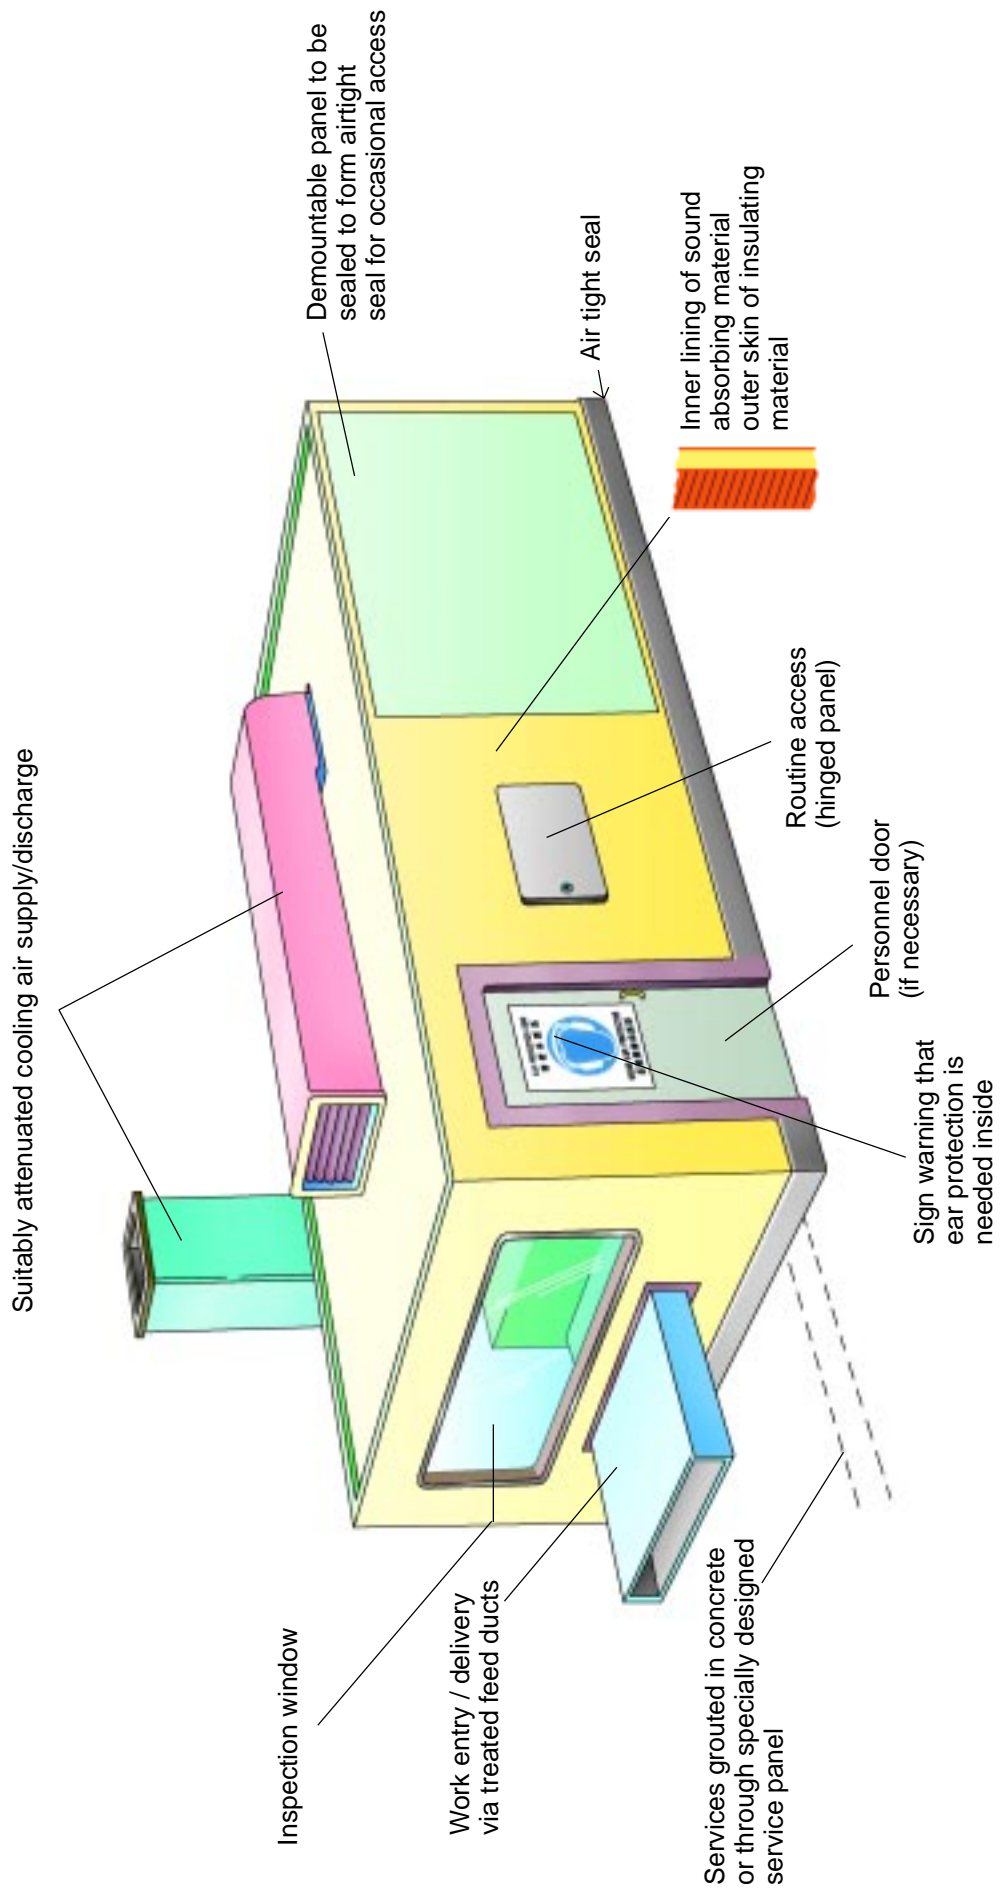 Suitably attenuated cooling air supply/discharge
Demountable panel to be
sealed to form airtight
seal for occasional access
Inspection window
Air tight seal
Work entry / delivery
via treated feed ducts
Inner lining of sound
absorbing material
outer skin of insulating
material
Services grouted in concrete
or through specially designed
service panel
Routine access
(hinged panel)
Personnel door
(if necessary)
Sign warning that
ear protection is
needed inside